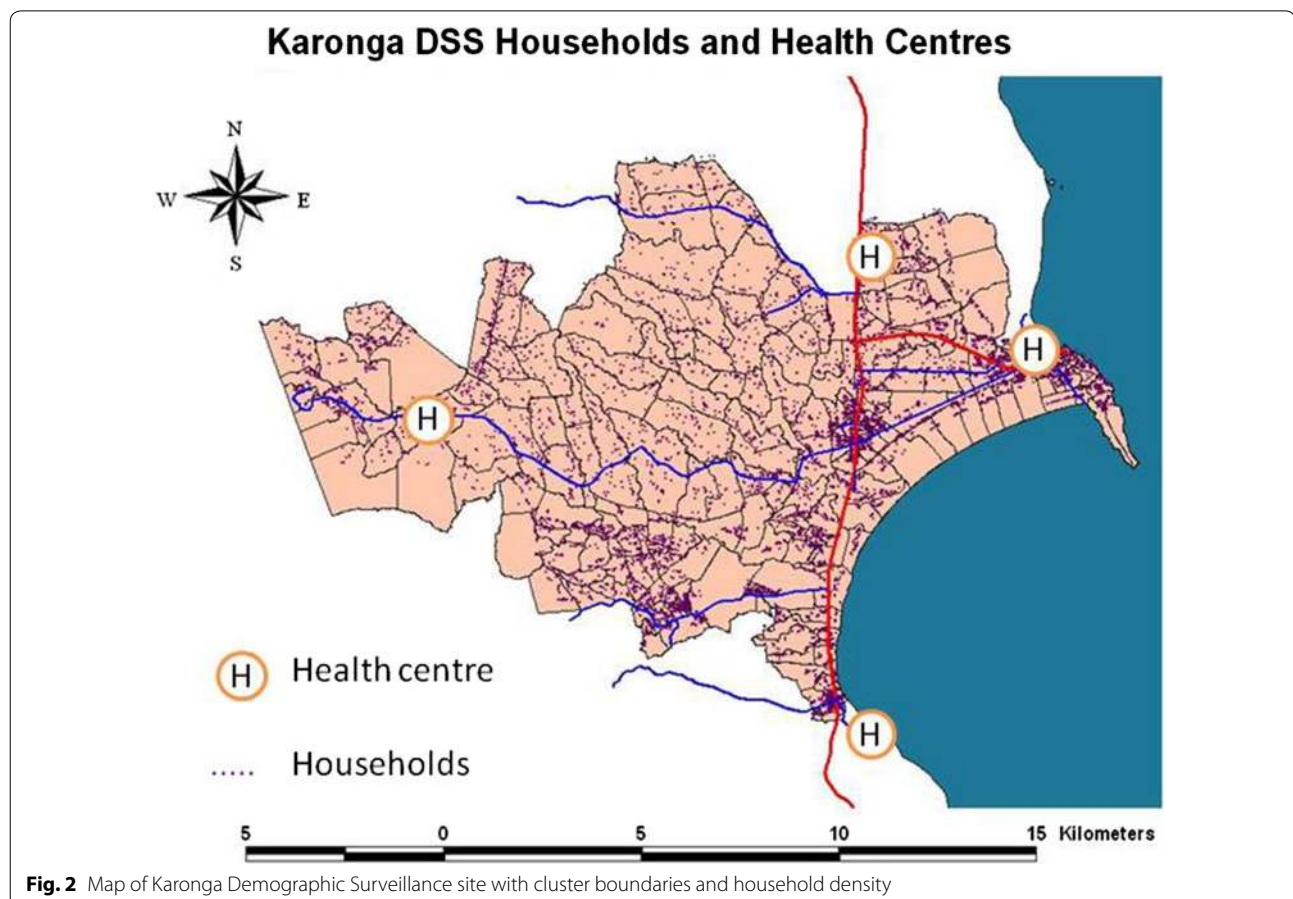 Karonga DSS Households and Health Centres
N
W E
S
H
H
H
H
H Health centre
Households
5 0 5 10 15 Kilometers
Fig. 2 Map of Karonga Demographic Surveillance site with cluster boundaries and household density